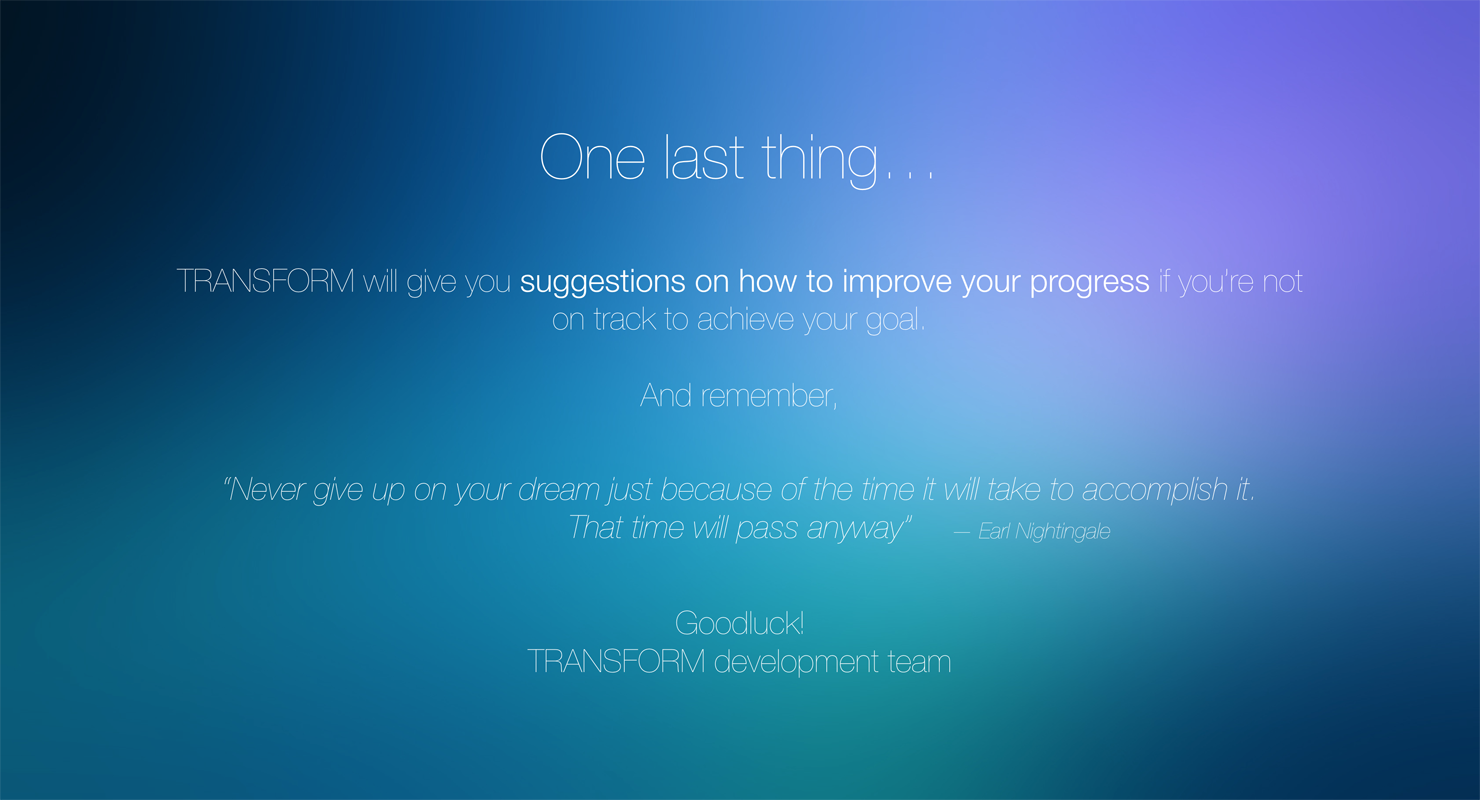 One last thing...
TRANSFORM will give you suggestions on how to improve your progress if you're not
on track to achieve your goal.
And remember,
"Never give up on your dream just because of the time it will take to accomplish it.
That time will pass anyway" — Earl Nightingale
Goodluck!
TRANSFORM development team